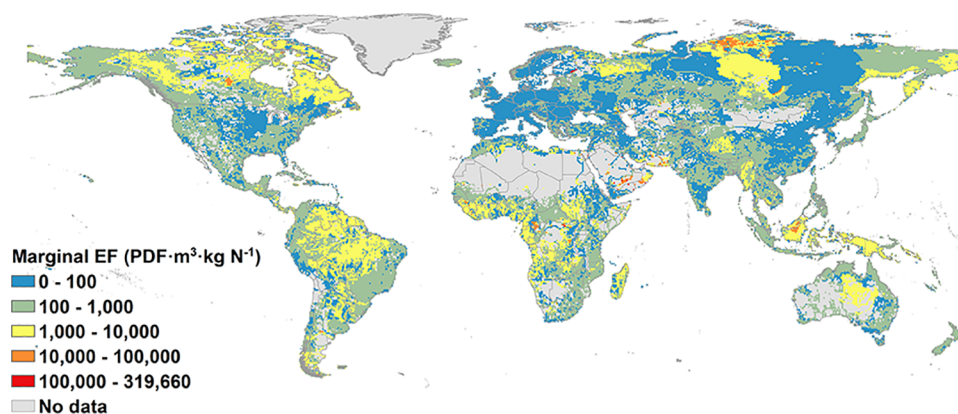 Marginal EF (PDF·m³·kg N⁻¹)
0 - 100
100 - 1,000
1,000 - 10,000
10,000 - 100,000
100,000 - 319,660
No data